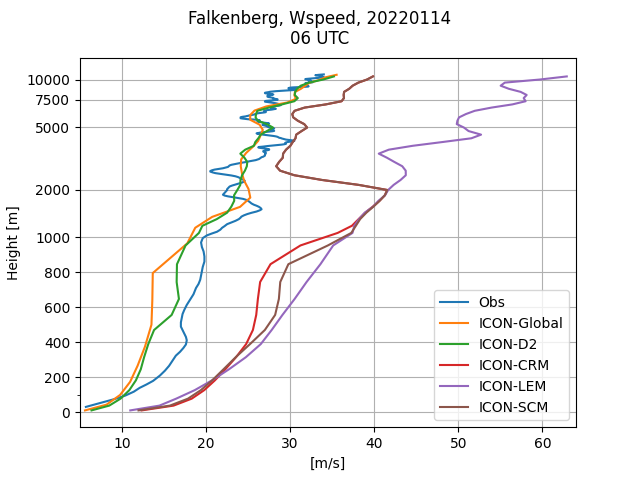 Falkenberg, Wspeed, 20220114
06 UTC
Height [m]
10000
7500
5000
2000
1000
800
600
400
200
0
Obs
ICON-Global
ICON-D2
ICON-CRM
ICON-LEM
ICON-SCM
10 20 30 40 50 60
[m/s]